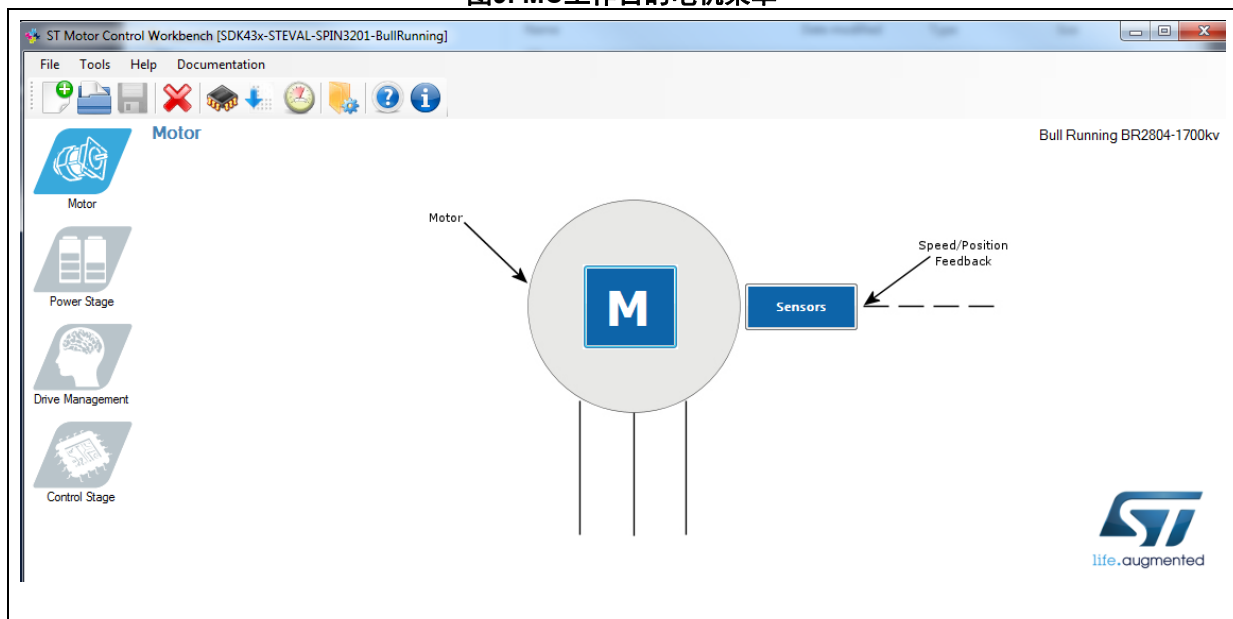 ST Motor Control Workbench [SDK43x-STEVAL-SPIN3201-BullRunning]
File Tools Help Documentation
Motor
Bull Running BR2804-1700kv
Motor
Power Stage
Drive Management
Control Stage
Motor
M
Sensors
Speed/Position
Feedback
ST
life.augmented